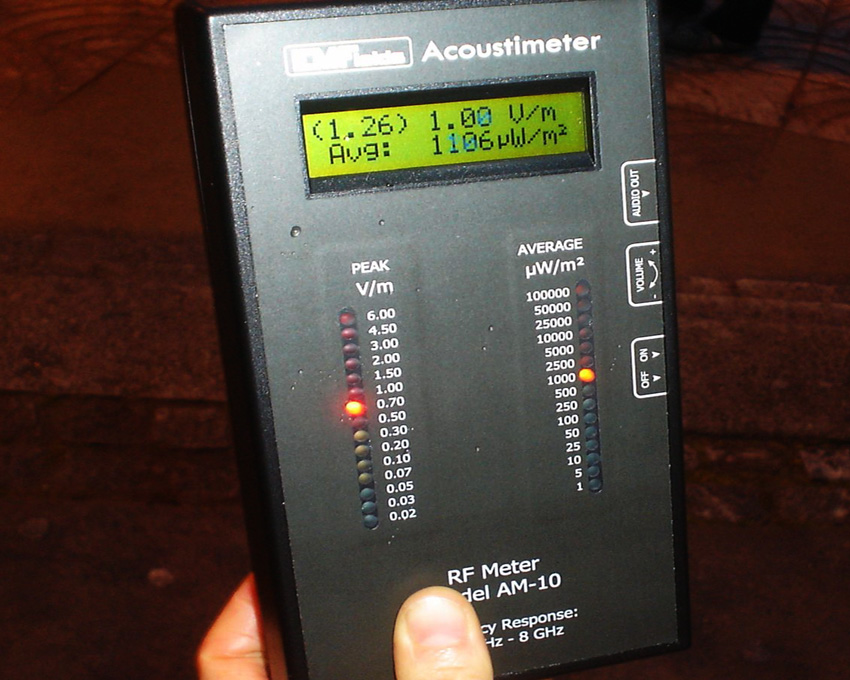 EMFields Acoustimeter
(1.26) 1.00 V/m
Avg: 1106µW/m²
AUDIO OUT
VOLUME
- +
OFF ON
PEAK
V/m
6.00
4.50
3.00
2.00
1.50
1.00
0.70
0.50
0.30
0.20
0.10
0.07
0.05
0.03
0.02
AVERAGE
µW/m²
100000
50000
25000
10000
5000
2500
1000
500
250
100
50
25
10
5
1
RF Meter
del AM-10
cy Response:
Hz - 8 GHz